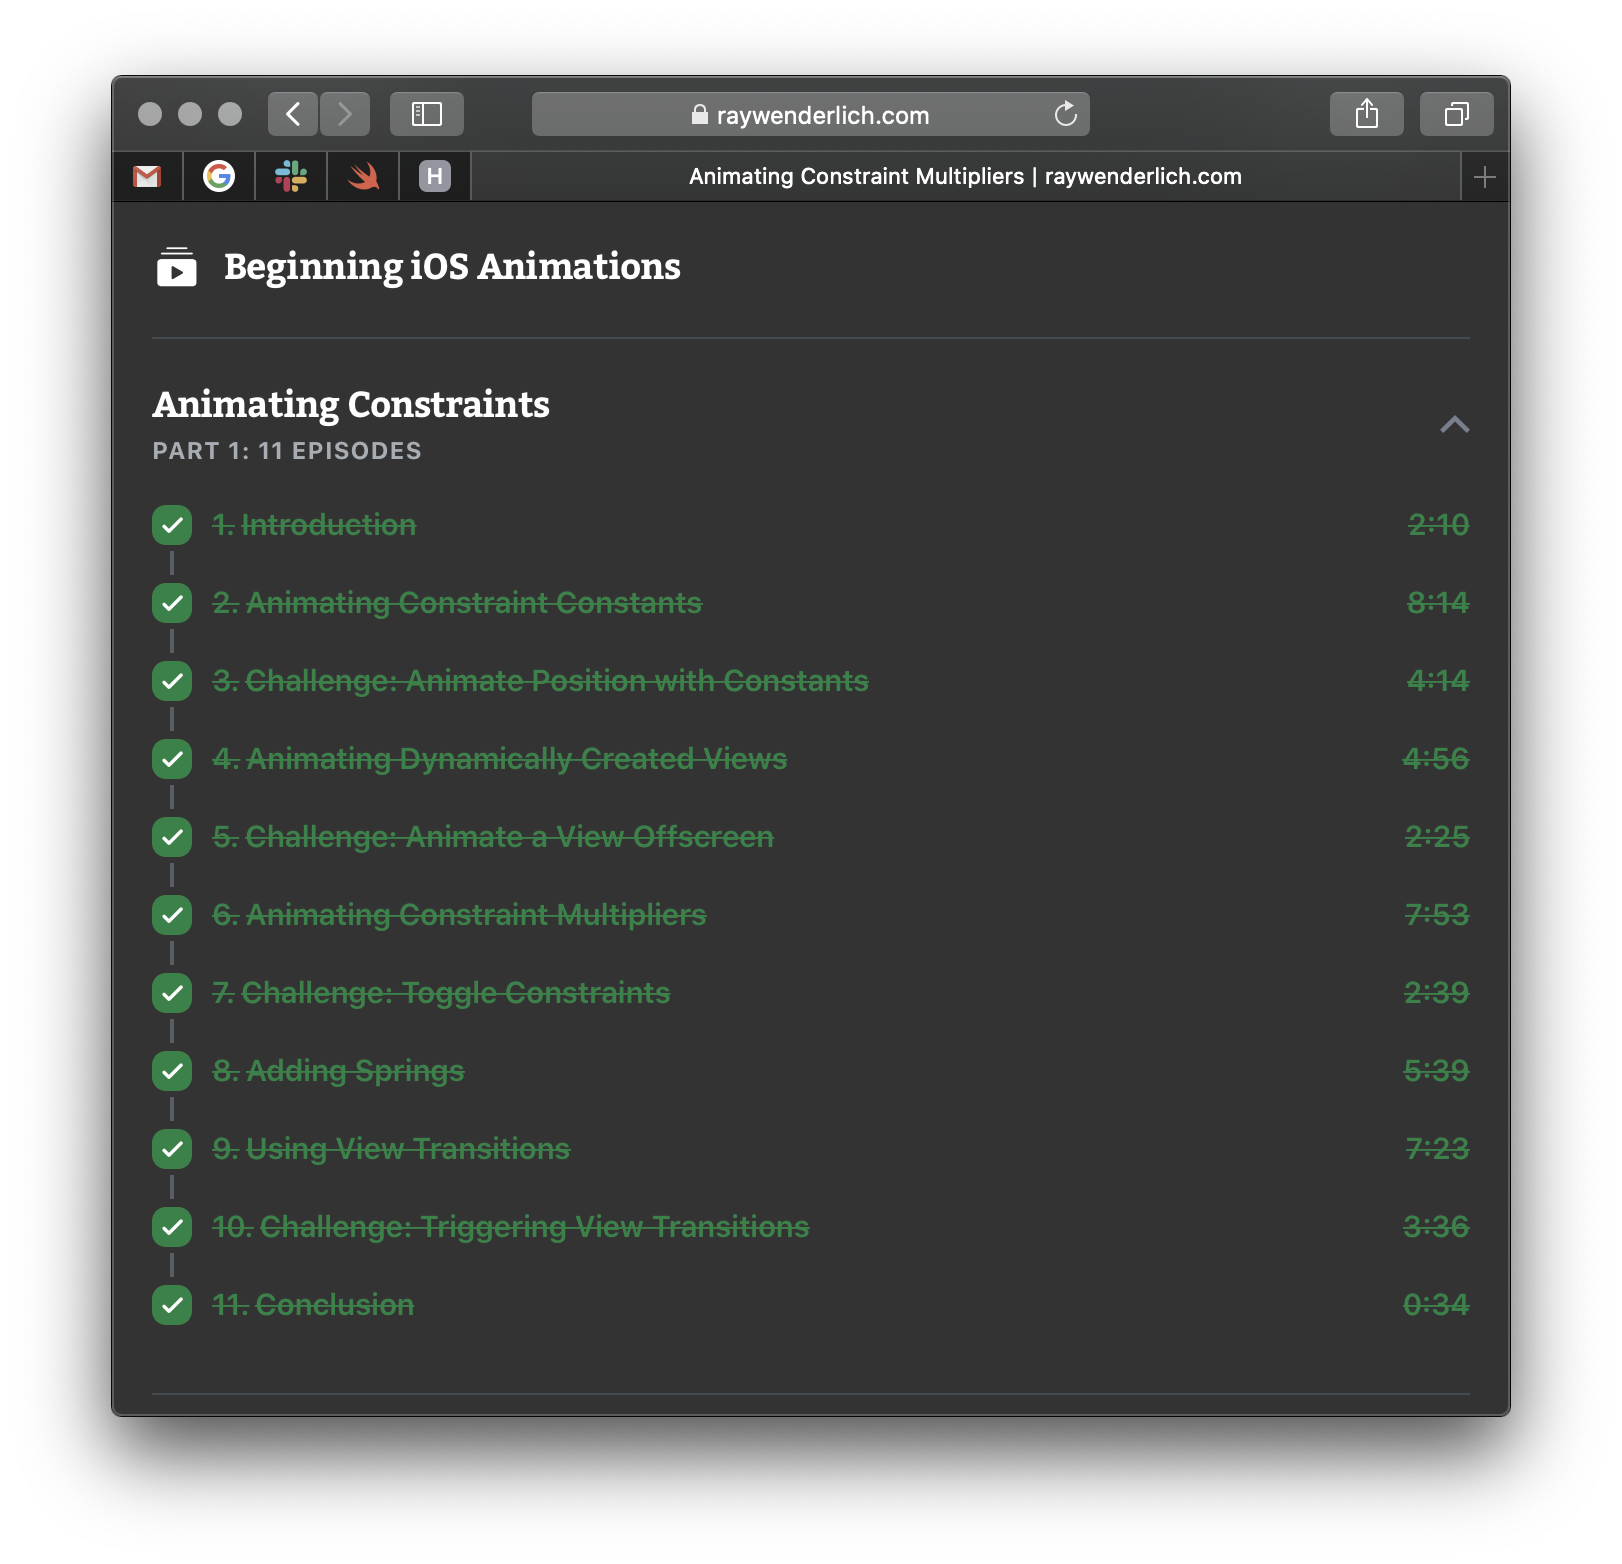 raywenderlich.com
H
Animating Constraint Multipliers | raywenderlich.com
Beginning iOS Animations
Animating Constraints
PART 1: 11 EPISODES
1. Introduction 2:10
2. Animating Constraint Constants 8:14
3. Challenge: Animate Position with Constants 4:14
4. Animating Dynamically Created Views 4:56
5. Challenge: Animate a View Offscreen 2:25
6. Animating Constraint Multipliers 7:53
7. Challenge: Toggle Constraints 2:39
8. Adding Springs 5:39
9. Using View Transitions 7:23
10. Challenge: Triggering View Transitions 3:36
11. Conclusion 0:34